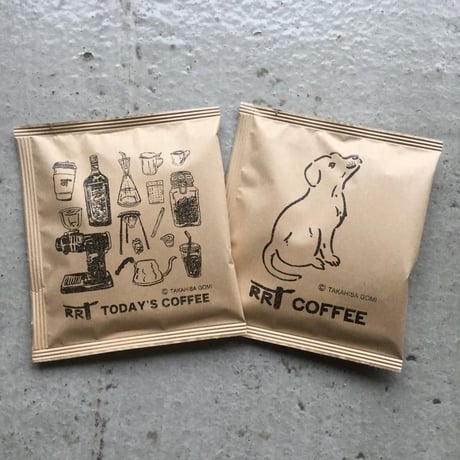 © TAKAHISA GOMI
RRT TODAY'S COFFEE
© TAKAHISA GOMI
RRT COFFEE